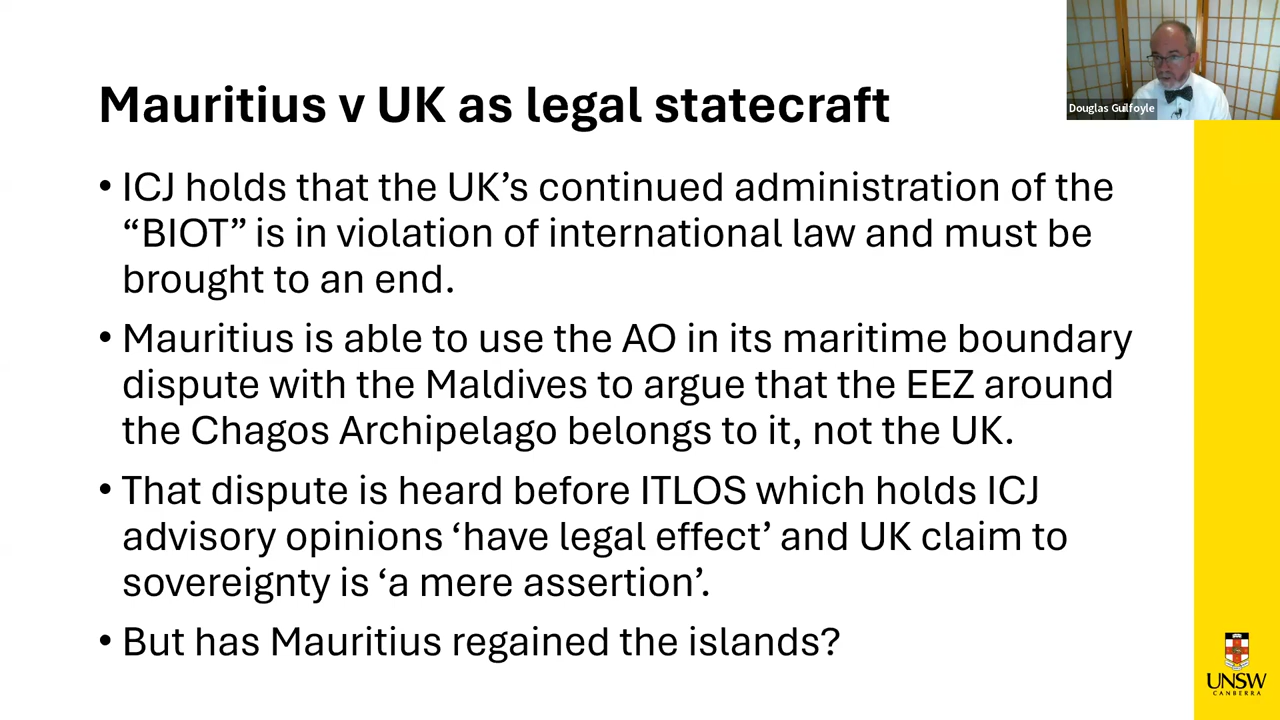 Mauritius v UK as legal statecraft
Douglas Guilfoyle
• ICJ holds that the UK’s continued administration of the
“BIOT” is in violation of international law and must be
brought to an end.
• Mauritius is able to use the AO in its maritime boundary
dispute with the Maldives to argue that the EEZ around
the Chagos Archipelago belongs to it, not the UK.
• That dispute is heard before ITLOS which holds ICJ
advisory opinions ‘have legal effect’ and UK claim to
sovereignty is ‘a mere assertion’.
• But has Mauritius regained the islands?
UNSW
CANBERRA